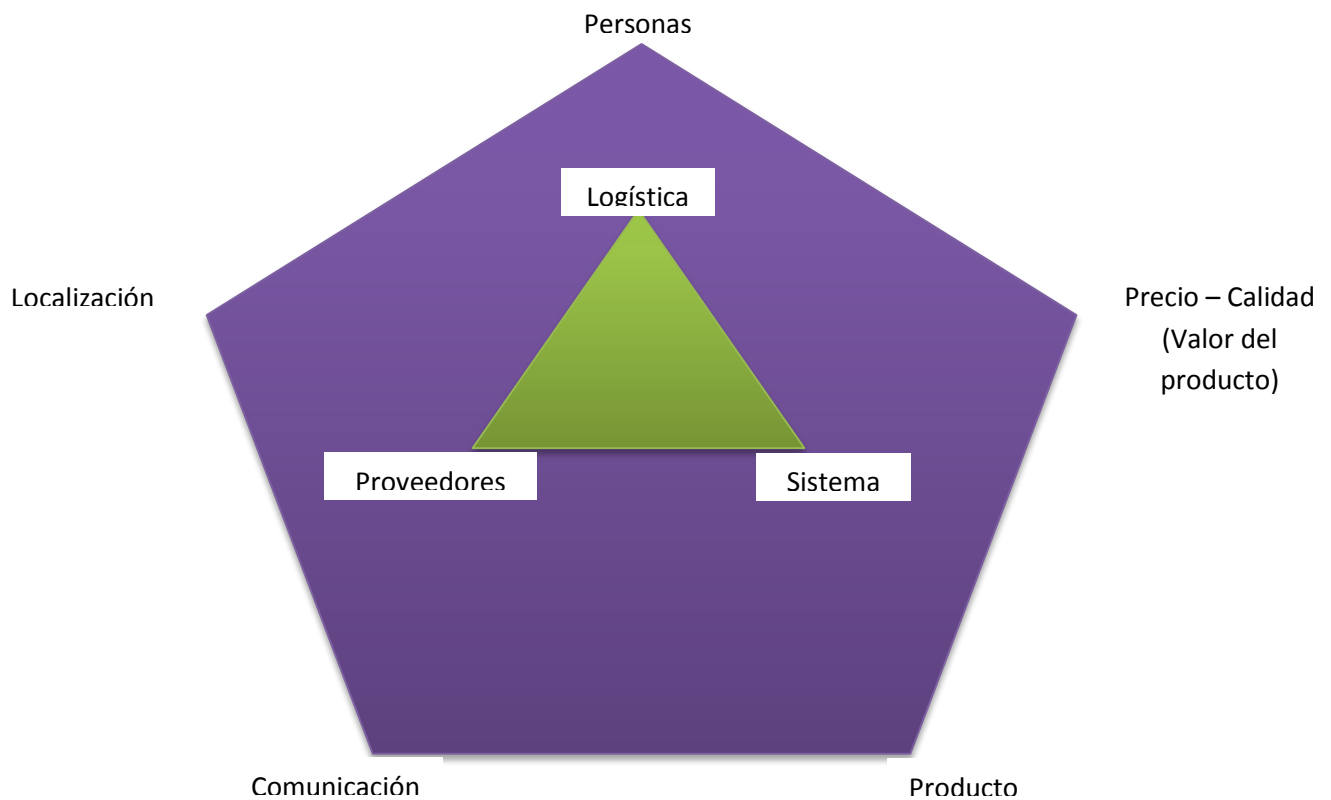 Personas
Logística
Localización
Precio – Calidad
(Valor del
producto)
Proveedores
Sistema
Comunicación
Producto